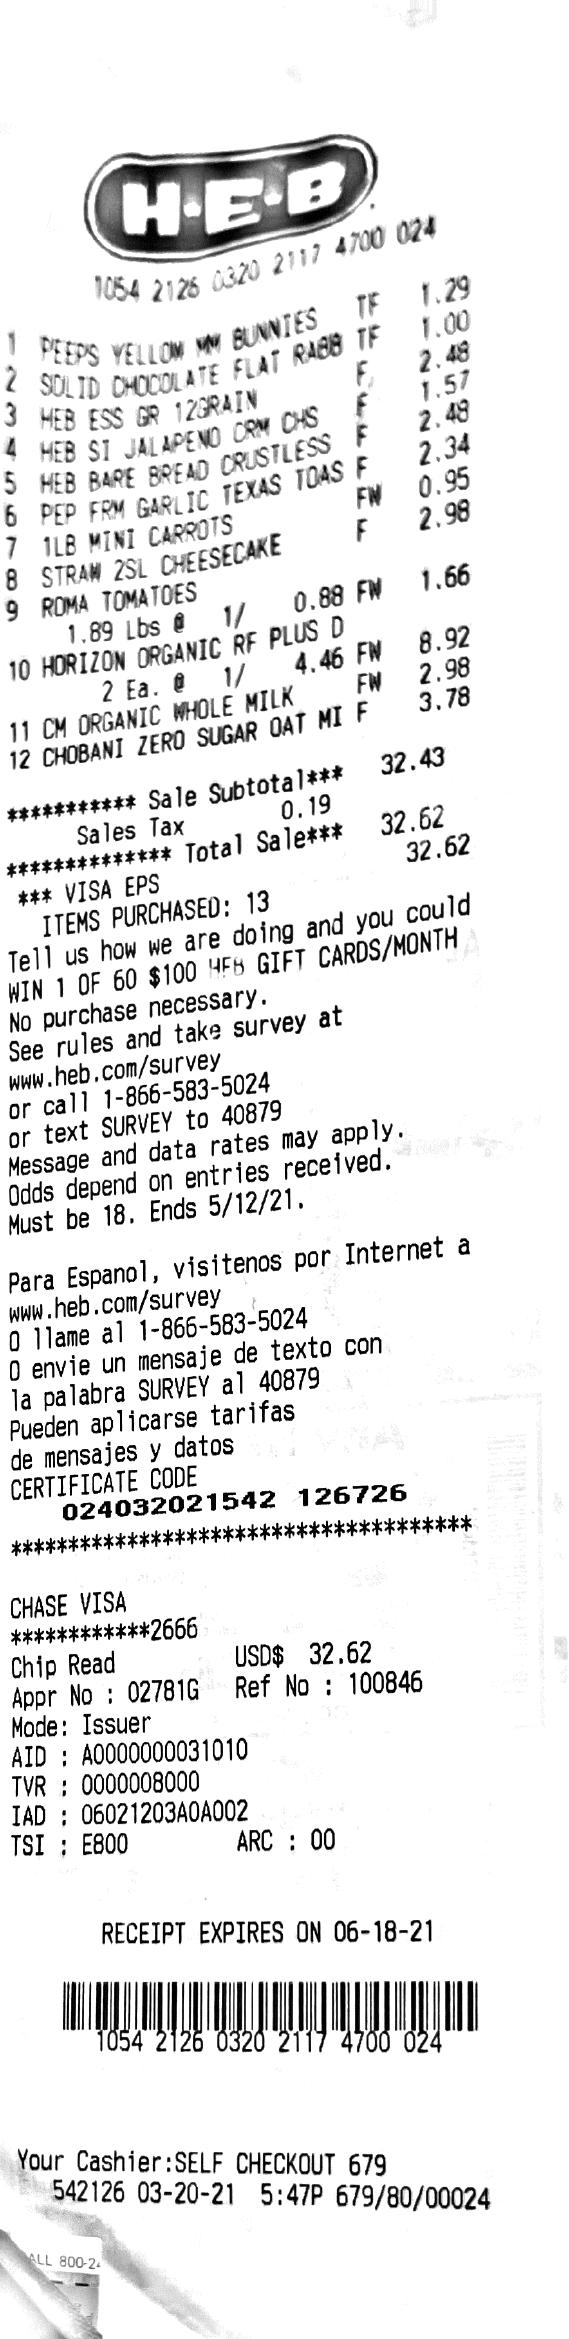 H-E-B
1054 2126 0320 2117 4700 024
1 PEEPS YELLOW MM BUNNIES TF 1.29
2 SOLID CHOCOLATE FLAT RABB TF 1.00
3 HEB ESS GR 12GRAIN F 2.48
4 HEB SI JALAPENO CRM CHS F 1.57
5 HEB BARE BREAD CRUSTLESS F 2.48
6 PEP FRM GARLIC TEXAS TOAS F 2.34
7 1LB MINI CARROTS FW 0.95
8 STRAW 2SL CHEESECAKE F 2.98
9 ROMA TOMATOES
1.89 Lbs @ 1/ 0.88 FW 1.66
10 HORIZON ORGANIC RF PLUS D
2 Ea. @ 1/ 4.46 FW 8.92
11 CM ORGANIC WHOLE MILK FW 2.98
12 CHOBANI ZERO SUGAR OAT MI F 3.78
*********** Sale Subtotal*** 32.43
Sales Tax 0.19
************** Total Sale*** 32.62
*** VISA EPS 32.62
ITEMS PURCHASED: 13
Tell us how we are doing and you could
WIN 1 OF 60 $100 HEB GIFT CARDS/MONTH
No purchase necessary.
See rules and take survey at
www.heb.com/survey
or call 1-866-583-5024
or text SURVEY to 40879
Message and data rates may apply.
Odds depend on entries received.
Must be 18. Ends 5/12/21.
Para Espanol, visitenos por Internet a
www.heb.com/survey
O llame al 1-866-583-5024
O envie un mensaje de texto con
la palabra SURVEY al 40879
Pueden aplicarse tarifas
de mensajes y datos
CERTIFICATE CODE
024032021542 126726
***************************************
CHASE VISA
************2666
Chip Read USD$ 32.62
Appr No : 02781G Ref No : 100846
Mode: Issuer
AID : A0000000031010
TVR : 0000008000
IAD : 06021203A0A002
TSI : E800 ARC : 00
RECEIPT EXPIRES ON 06-18-21
1054 2126 0320 2117 4700 024
Your Cashier:SELF CHECKOUT 679
542126 03-20-21 5:47P 679/80/00024
ALL 800-2